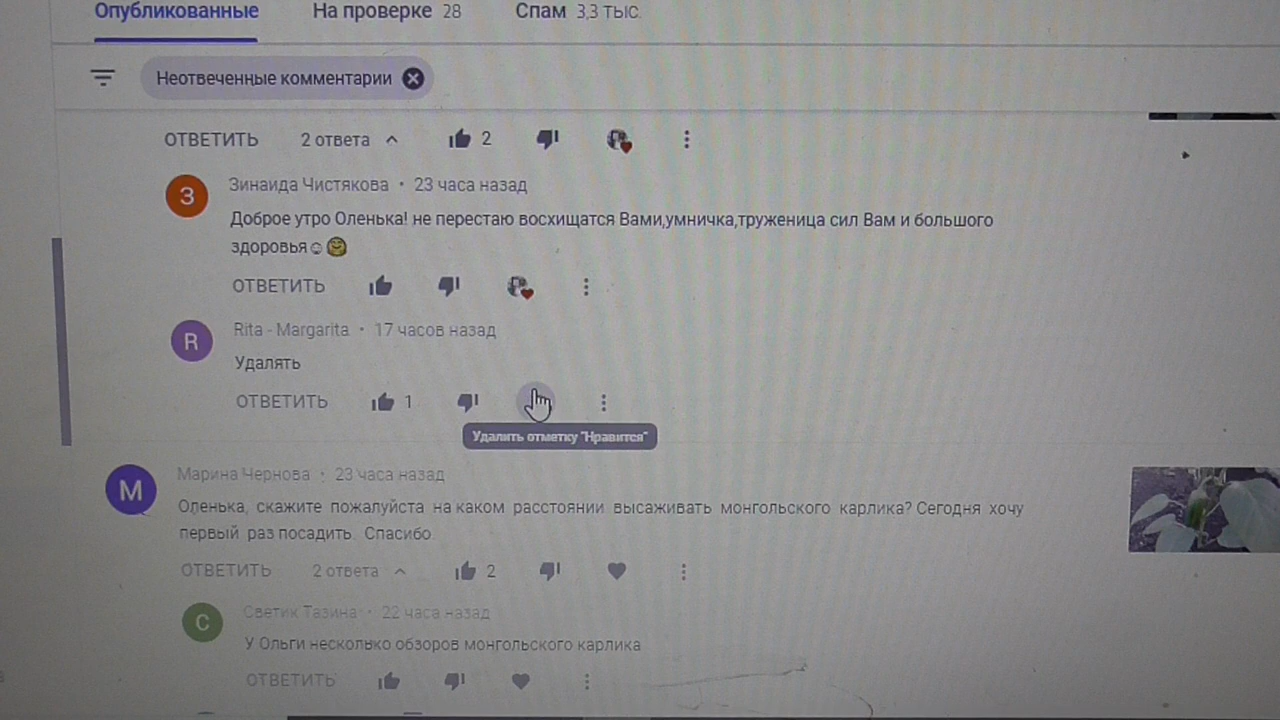 Опубликованные На проверке 28 Спам 3,3 тыс.
Неотвеченные комментарии
ОТВЕТИТЬ 2 ответа 2
З Зинаида Чистякова • 23 часа назад
Доброе утро Оленька! не перестаю восхищатся Вами,умничка,труженица сил Вам и большого
здоровья☺🤗
ОТВЕТИТЬ
R Rita - Margarita • 17 часов назад
Удалять
ОТВЕТИТЬ 1
Удалить отметку "Нравится"
М Марина Чернова • 23 часа назад
Оленька, скажите пожалуйста на каком расстоянии высаживать монгольского карлика? Сегодня хочу
первый раз посадить. Спасибо.
ОТВЕТИТЬ 2 ответа 2
С Светик Тазина • 22 часа назад
У Ольги несколько обзоров монгольского карлика
ОТВЕТИТЬ